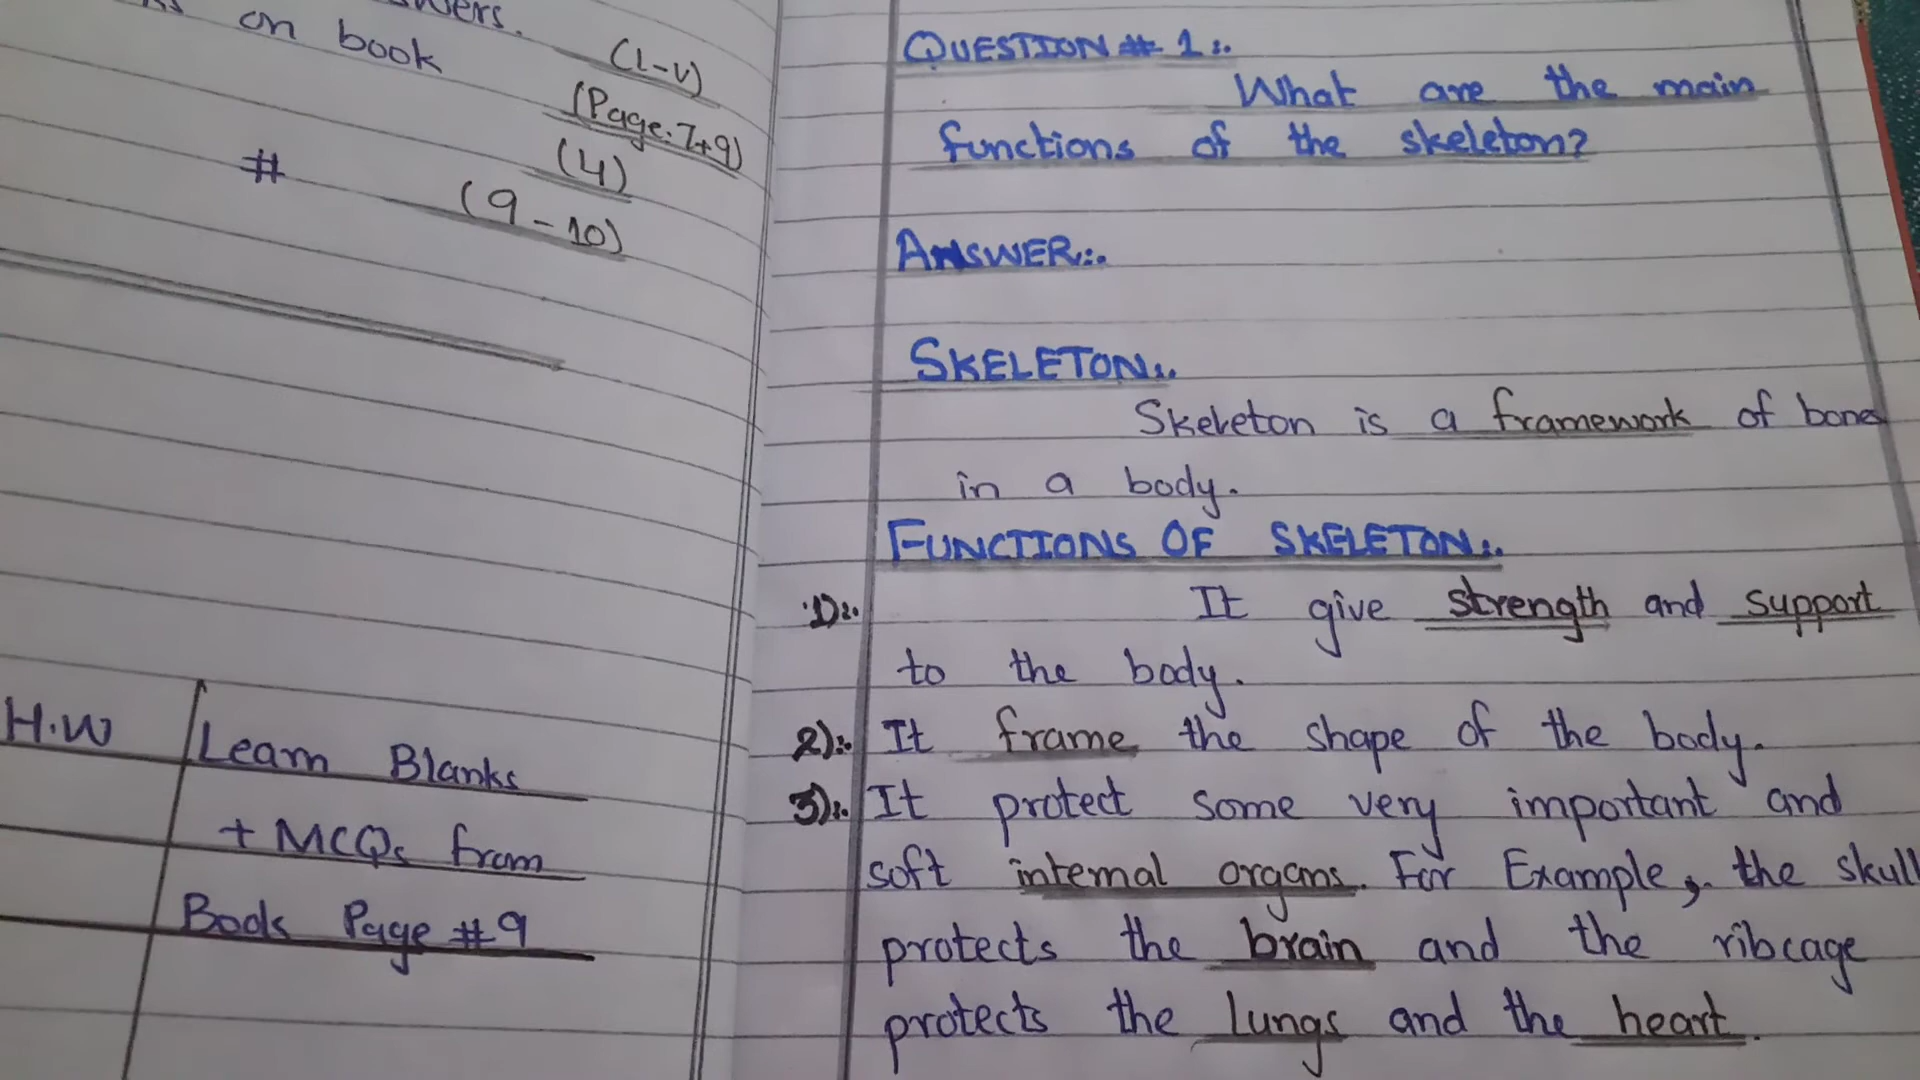 on book
(1-V)
(Page:7+9)
(4)
#
(9-10)
H.W
Learn Blanks
+ MCQs from
Book Page #9
QUESTION # 1:.
What are the main
functions of the skeleton?
ANSWER:.
SKELETON:.
Skeleton is a framework of bones
in a body.
FUNCTIONS OF SKELETON:.
1):. It give strength and support
to the body.
2):. It frame the shape of the body.
3):. It protect some very important and
soft internal organs. For Example, the skull
protects the brain and the ribcage
protects the lungs and the heart.